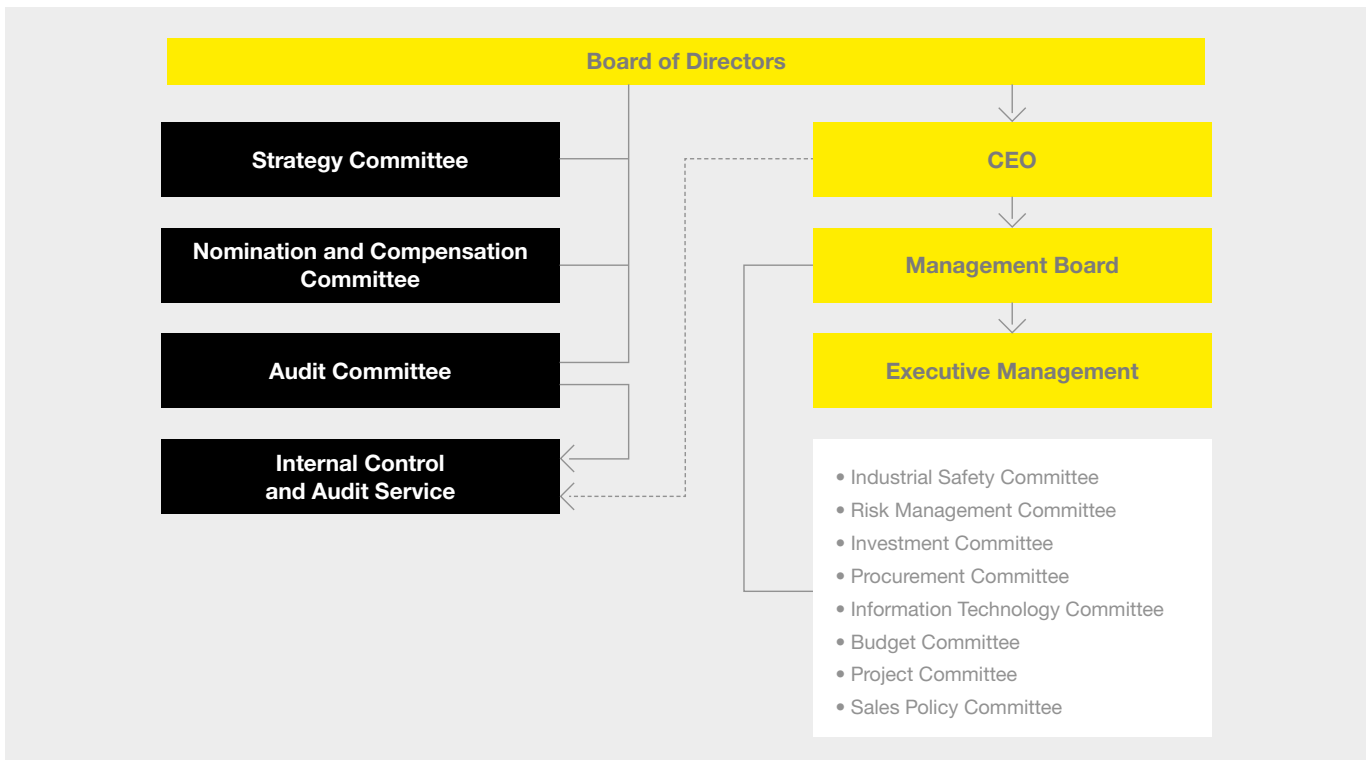 Board of Directors
Strategy Committee
Nomination and Compensation
Committee
Audit Committee
Internal Control
and Audit Service
CEO
Management Board
Executive Management
• Industrial Safety Committee
• Risk Management Committee
• Investment Committee
• Procurement Committee
• Information Technology Committee
• Budget Committee
• Project Committee
• Sales Policy Committee